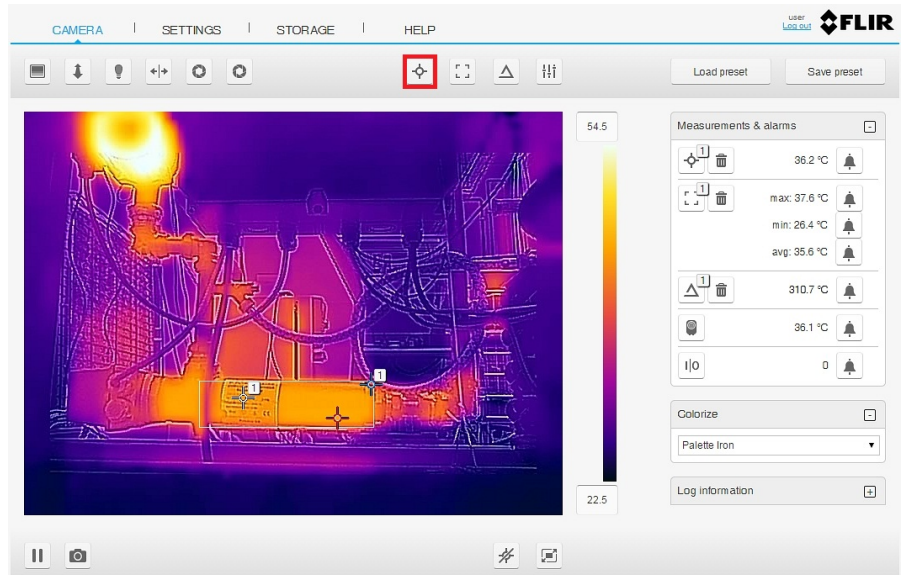 CAMERA SETTINGS STORAGE HELP
user
Log out
FLIR
Load preset Save preset
54.5
22.5
1
1
Measurements & alarms
1 36.2 °C
1 max: 37.6 °C
min: 26.4 °C
avg: 35.6 °C
1 310.7 °C
36.1 °C
I|O 0
Colorize
Palette Iron
Log information